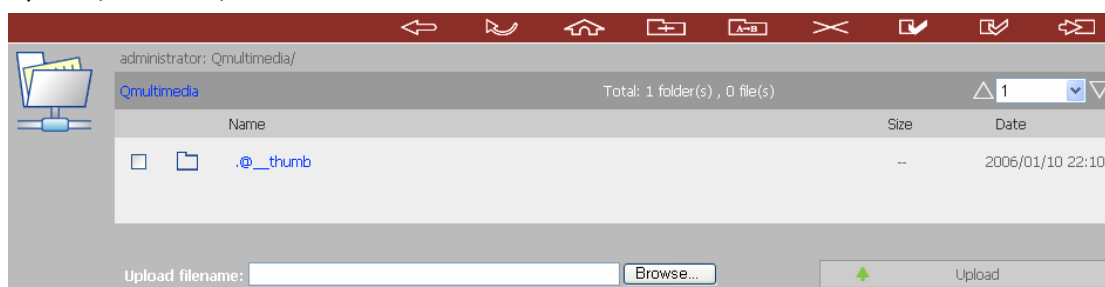 A→B
administrator: Qmultimedia/
Qmultimedia Total: 1 folder(s) , 0 file(s) 1
Name Size Date
.@__thumb -- 2006/01/10 22:10
Upload filename: Browse... Upload